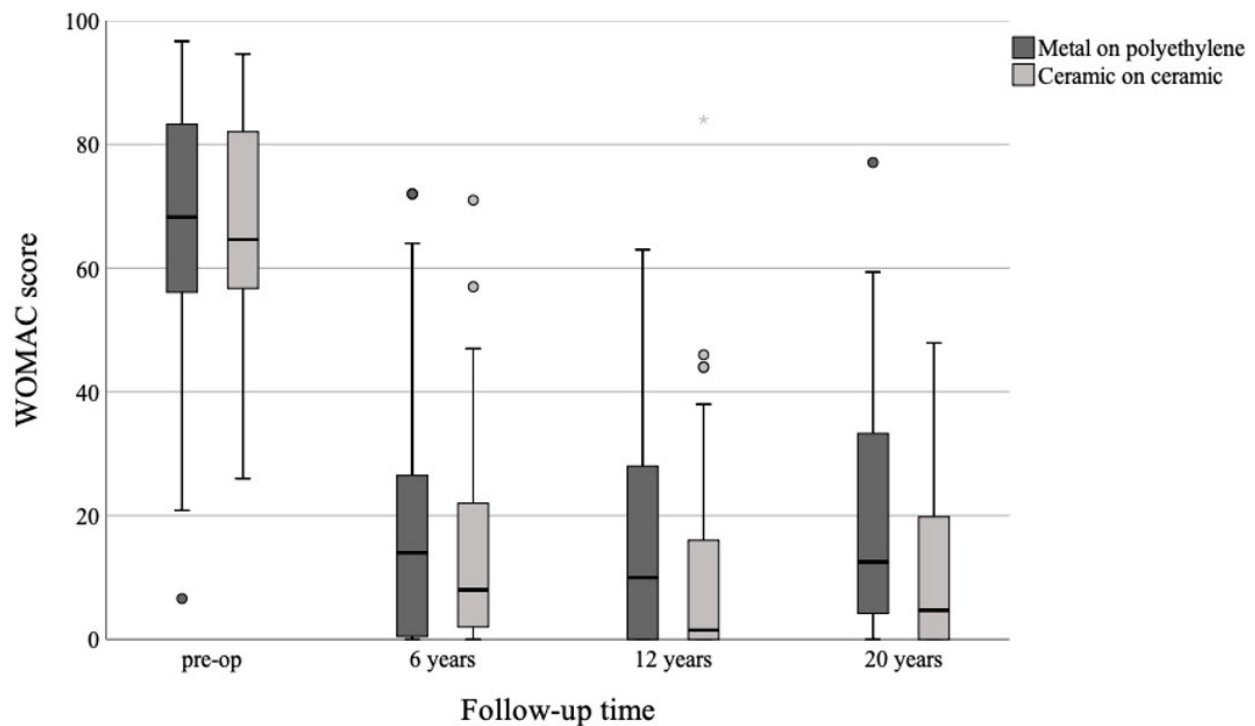 100
80
60
40
20
0
WOMAC score
Metal on polyethylene
Ceramic on ceramic
pre-op
6 years
12 years
20 years
Follow-up time